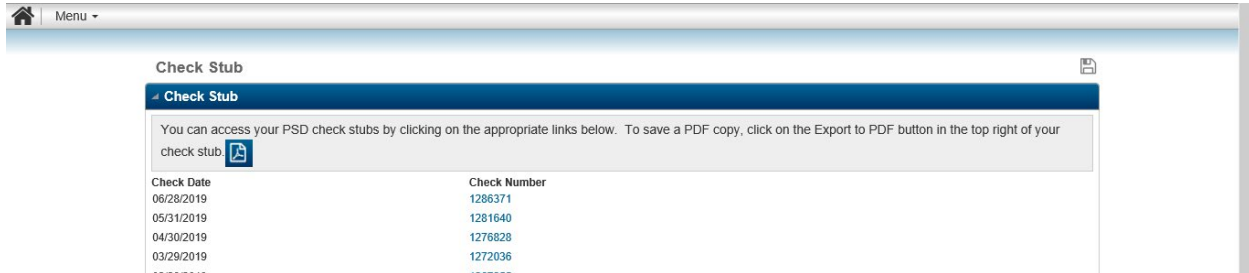 Menu
Check Stub
Check Stub
You can access your PSD check stubs by clicking on the appropriate links below. To save a PDF copy, click on the Export to PDF button in the top right of your
check stub.
Check Date Check Number
06/28/2019 1286371
05/31/2019 1281640
04/30/2019 1276828
03/29/2019 1272036